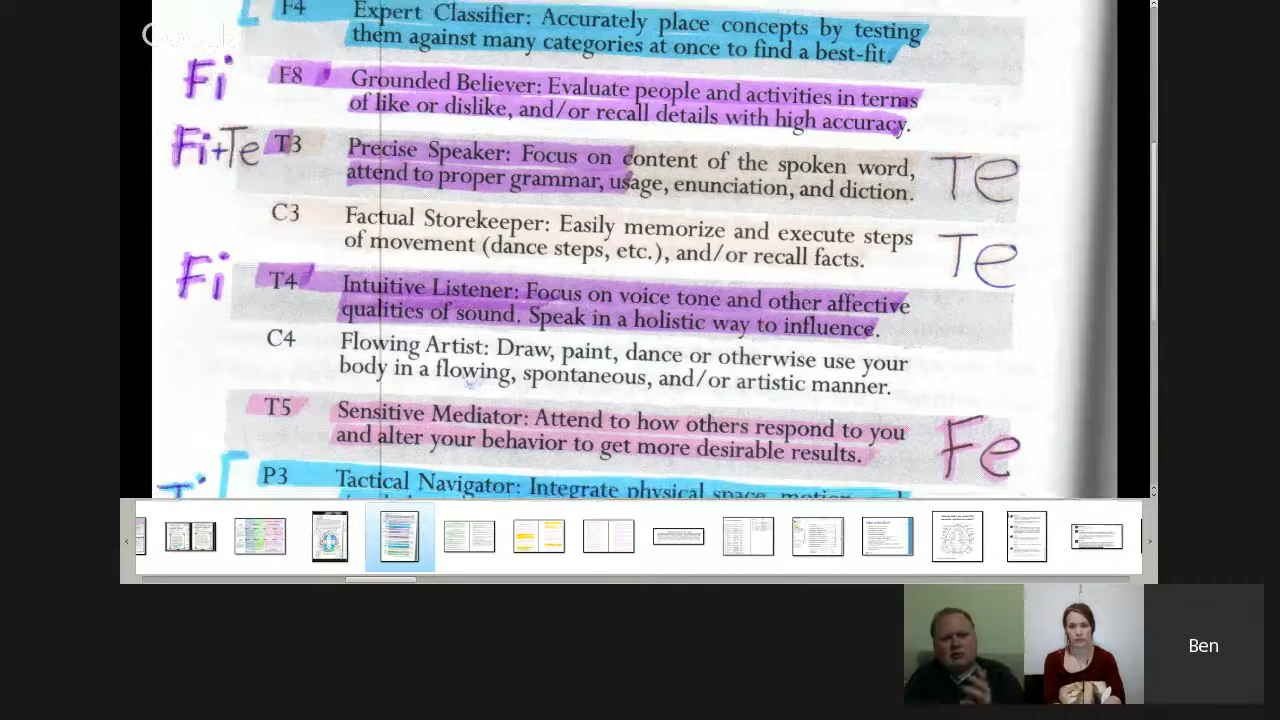 Google
F4 Expert Classifier: Accurately place concepts by testing
them against many categories at once to find a best-fit.
Fi F8 Grounded Believer: Evaluate people and activities in terms
of like or dislike, and/or recall details with high accuracy.
Fi+Te T3 Precise Speaker: Focus on content of the spoken word, Te
attend to proper grammar, usage, enunciation, and diction.
C3 Factual Storekeeper: Easily memorize and execute steps Te
of movement (dance steps, etc.), and/or recall facts.
Fi T4 Intuitive Listener: Focus on voice tone and other affective
qualities of sound. Speak in a holistic way to influence.
C4 Flowing Artist: Draw, paint, dance or otherwise use your
body in a flowing, spontaneous, and/or artistic manner.
T5 Sensitive Mediator: Attend to how others respond to you Fe
and alter your behavior to get more desirable results.
Ti P3 Tactical Navigator: Integrate physical space, motion, and
Ben